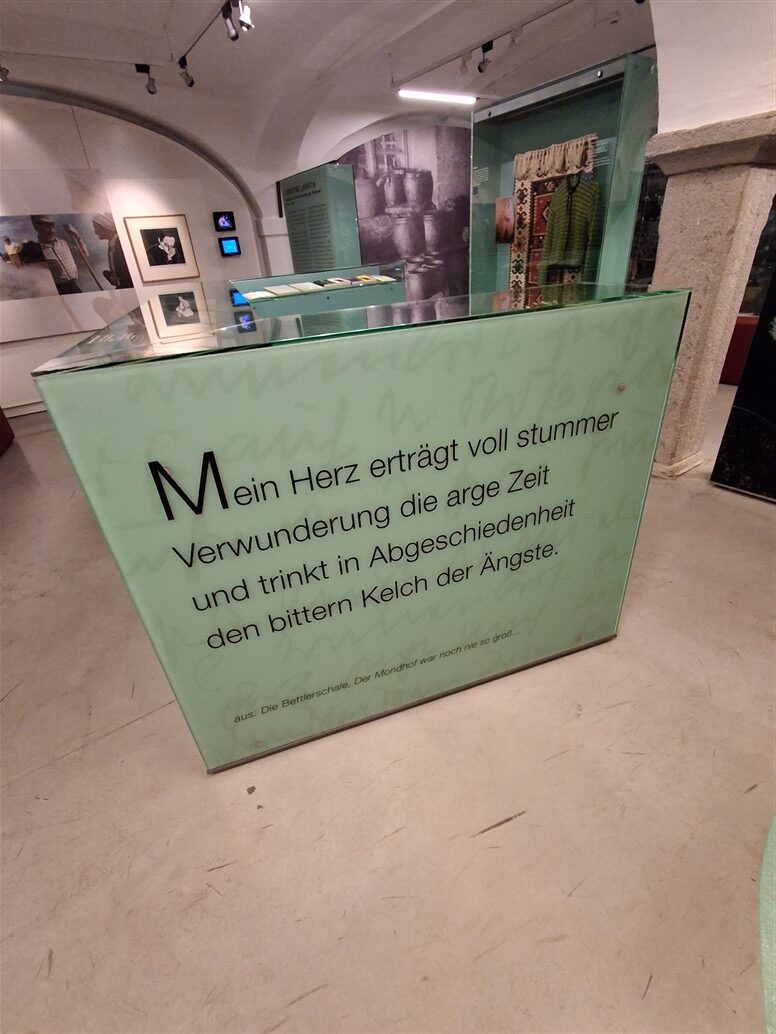 Mein Herz erträgt voll stummer
Verwunderung die arge Zeit
und trinkt in Abgeschiedenheit
den bittern Kelch der Ängste.
aus: Die Bettlerschale. Der Mondhof war noch nie so groß...